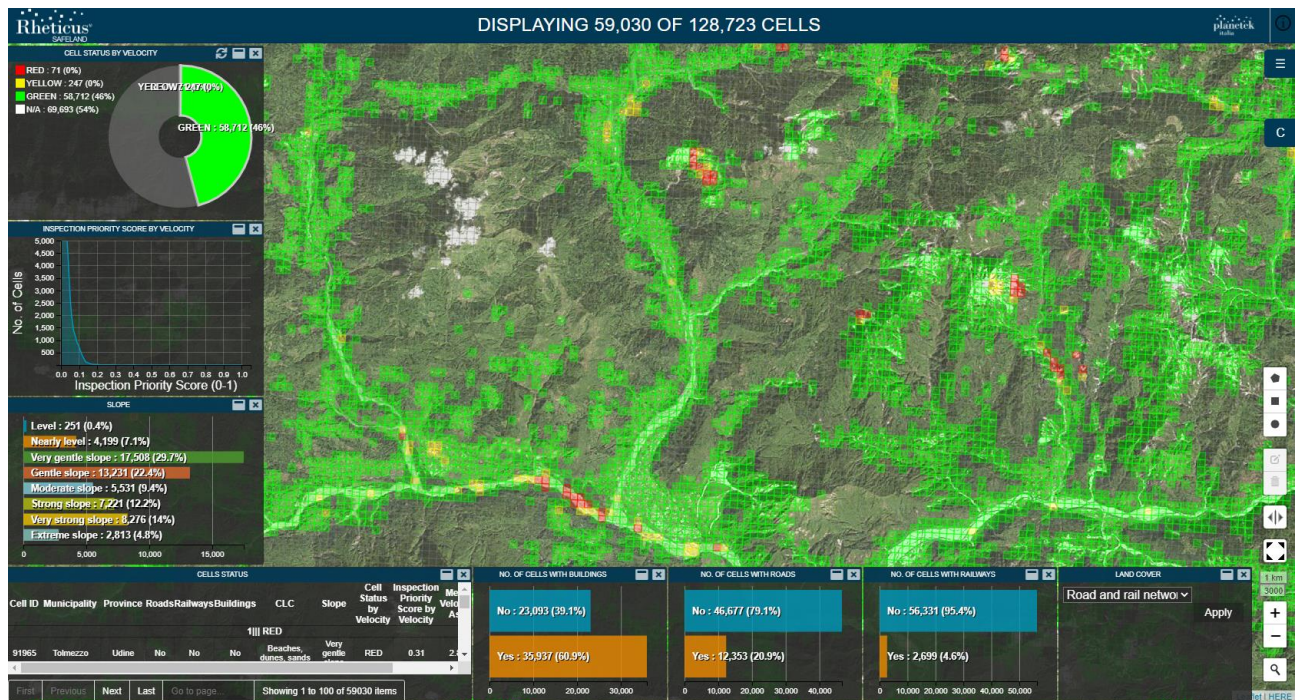 Rheticus®
SAFELAND
DISPLAYING 59,030 OF 128,723 CELLS
planetek
italia
CELL STATUS BY VELOCITY
RED : 71 (0%)
YELLOW : 247 (0%)
GREEN : 58,712 (46%)
N/A : 69,693 (54%)
GREEN : 58,712 (46%)
C
INSPECTION PRIORITY SCORE BY VELOCITY
No. of Cells
5,000
4,500
4,000
3,500
3,000
2,500
2,000
1,500
1,000
500
0.0 0.1 0.2 0.3 0.4 0.5 0.6 0.7 0.8 0.9 1.0
Inspection Priority Score (0-1)
SLOPE
Level : 251 (0.4%)
Nearly level : 4,199 (7.1%)
Very gentle slope : 17,508 (29.7%)
Gentle slope : 13,231 (22.4%)
Moderate slope : 5,531 (9.4%)
Strong slope : 7,221 (12.2%)
Very strong slope : 8,276 (14%)
Extreme slope : 2,813 (4.8%)
0 5,000 10,000 15,000
CELLS STATUS
Cell ID Municipality Province Roads Railways Buildings CLC Slope Cell Status by Velocity Inspection Priority Score by Velocity
1||| RED
91965 Tolmezzo Udine No No No Beaches, dunes, sands Very gentle RED 0.31
First Previous Next Last Go to page... Showing 1 to 100 of 59030 items
NO. OF CELLS WITH BUILDINGS
No : 23,093 (39.1%)
Yes : 35,937 (60.9%)
0 10,000 20,000 30,000
NO. OF CELLS WITH ROADS
No : 46,677 (79.1%)
Yes : 12,353 (20.9%)
0 10,000 20,000 30,000 40,000
NO. OF CELLS WITH RAILWAYS
No : 56,331 (95.4%)
Yes : 2,699 (4.6%)
0 10,000 20,000 30,000 40,000 50,000
LAND COVER
Road and rail networ
Apply
1 km
3000
+
−
| HERE